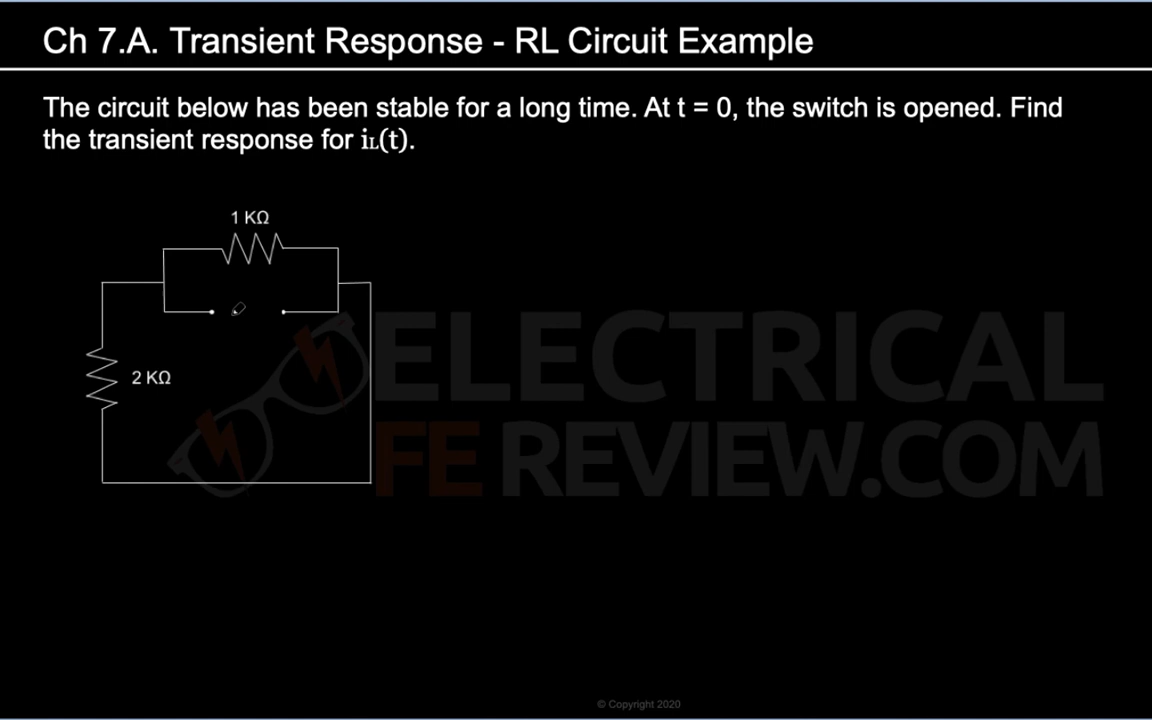 Ch 7.A. Transient Response - RL Circuit Example
The circuit below has been stable for a long time. At t = 0, the switch is opened. Find
the transient response for iL(t).
1 KΩ
2 KΩ
ELECTRICAL
FE REVIEW.COM
© Copyright 2020